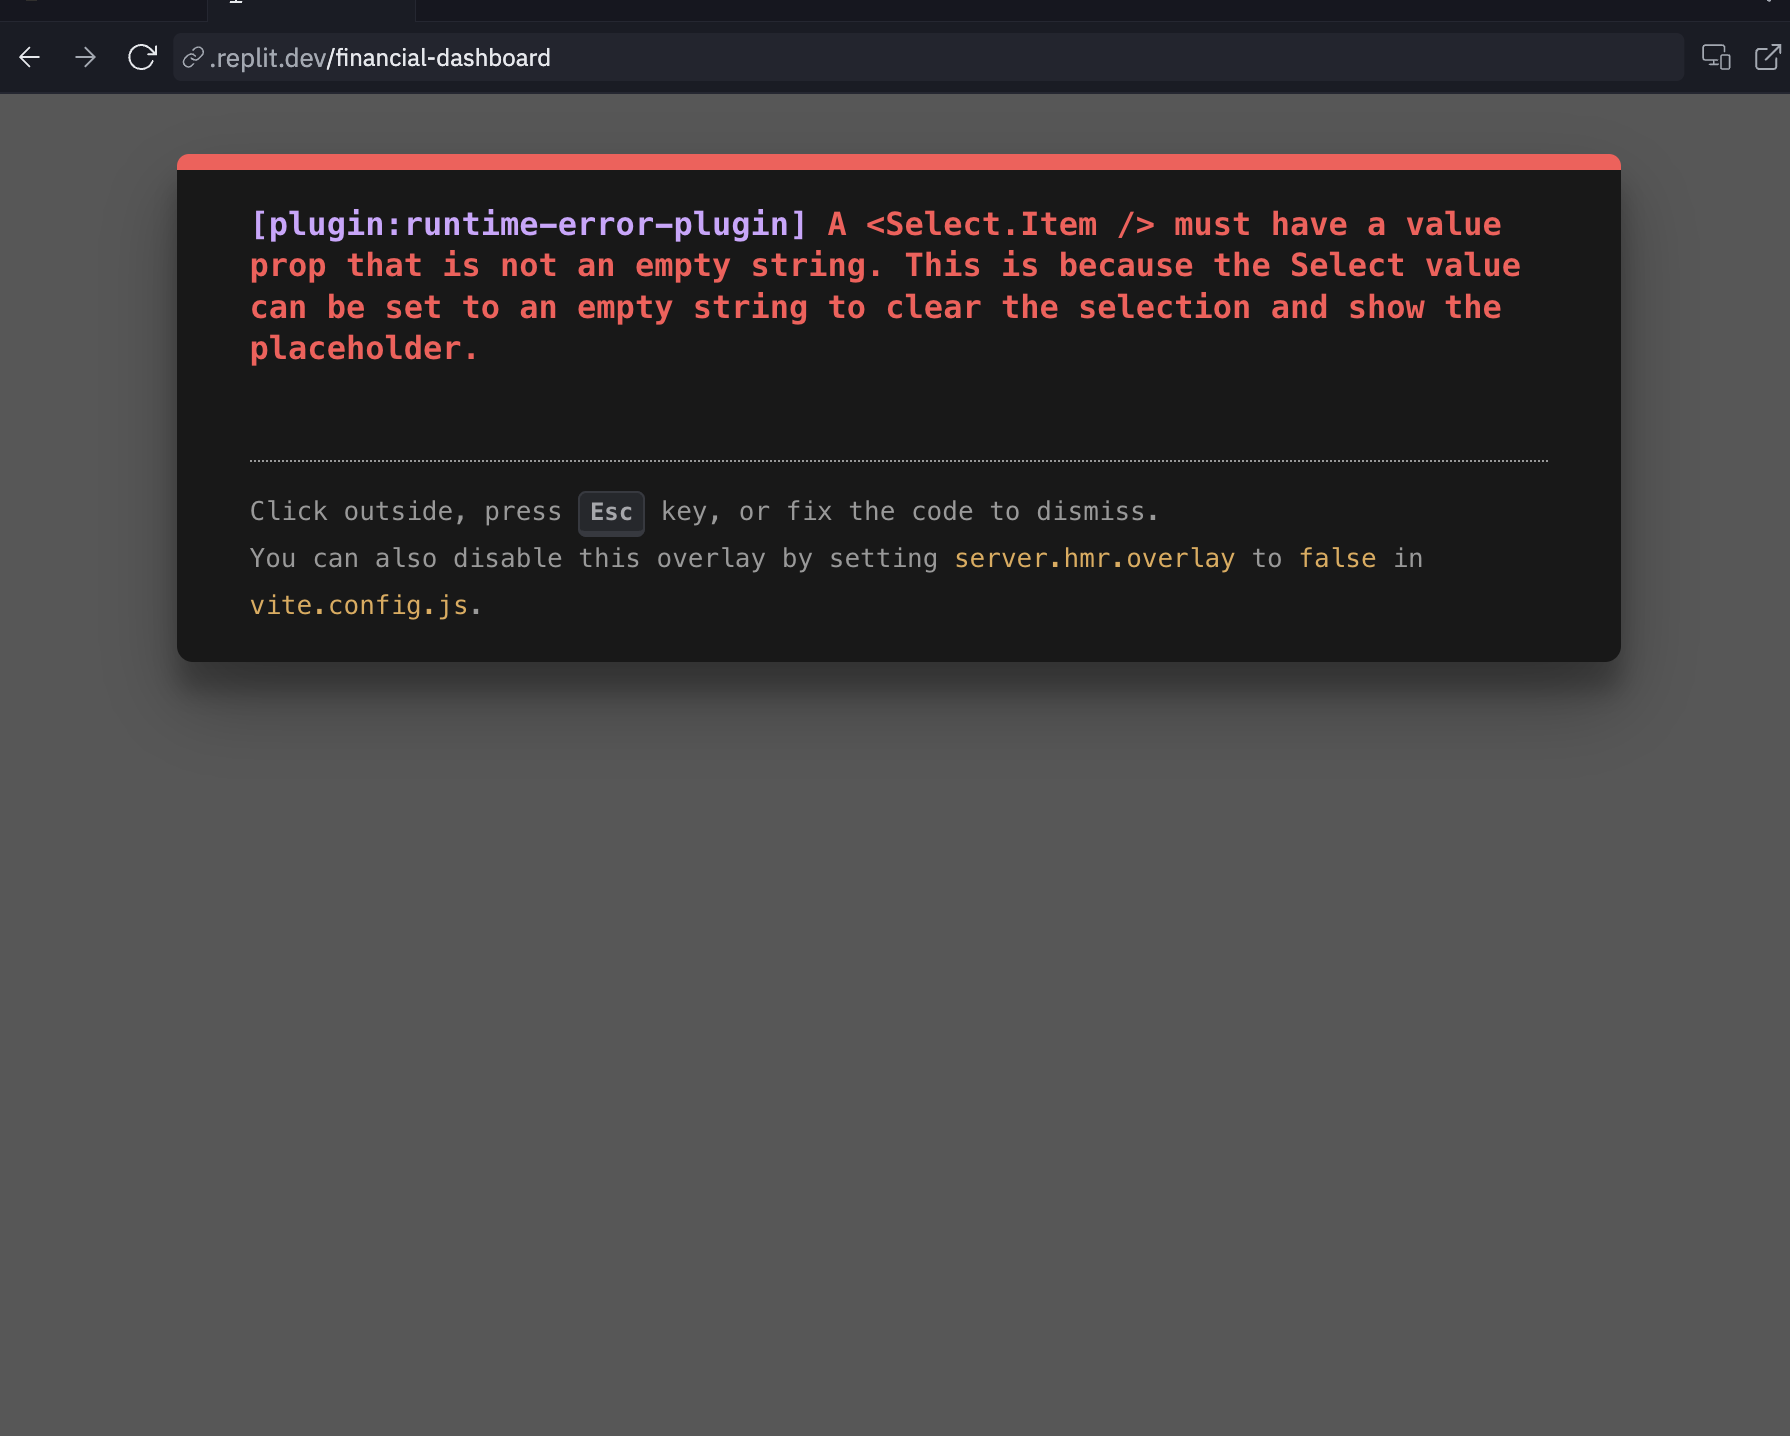 .replit.dev/financial-dashboard
[plugin:runtime-error-plugin] A <Select.Item /> must have a value
prop that is not an empty string. This is because the Select value
can be set to an empty string to clear the selection and show the
placeholder.
Click outside, press Esc key, or fix the code to dismiss.
You can also disable this overlay by setting server.hmr.overlay to false in
vite.config.js.